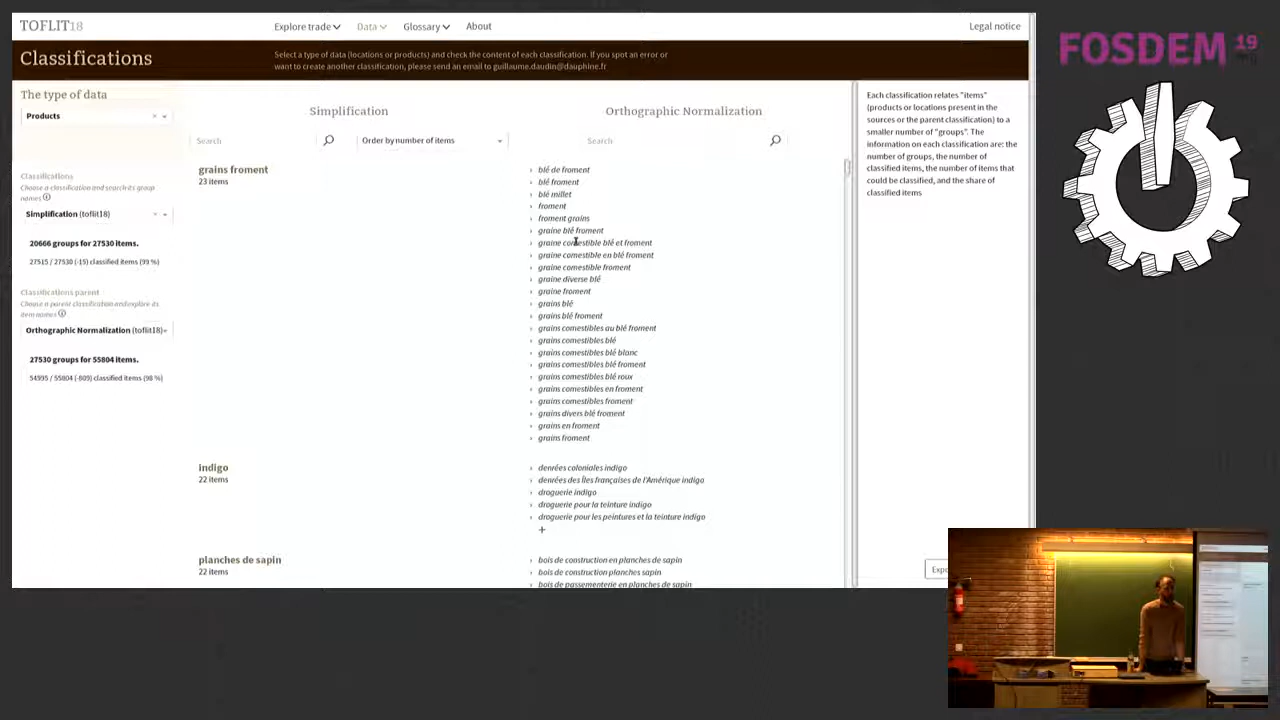 TOFLIT18
Explore trade
Data
Glossary
About
Legal notice
Classifications
Select a type of data (locations or products) and check the content of each classification. If you spot an error or
want to create another classification, please send an email to guillaume.daudin@dauphine.fr
FOSDEM 19
.org
The type of data
Products
Classifications
Choose a classification and search its group
names
Simplification (toflit18)
20666 groups for 27530 items.
27515 / 27530 (-15) classified items (99 %)
Classifications parent
Choose a parent classification and explore its
item names
Orthographic Normalization (toflit18)
27530 groups for 55804 items.
54995 / 55804 (-809) classified items (98 %)
Simplification
Search
Order by number of items
Orthographic Normalization
Search
grains froment
23 items
blé de froment
blé froment
blé millet
froment
froment grains
graine blé froment
graine comestible blé et froment
graine comestible en blé froment
graine comestible froment
graine diverse blé
graine froment
grains blé
grains blé froment
grains comestibles au blé froment
grains comestibles blé
grains comestibles blé blanc
grains comestibles blé froment
grains comestibles blé roux
grains comestibles en froment
grains comestibles froment
grains divers blé froment
grains en froment
grains froment
indigo
22 items
denrées coloniales indigo
denrées des Îles françaises de l'Amérique indigo
droguerie indigo
droguerie pour la teinture indigo
droguerie pour les peintures et la teinture indigo
+
planches de sapin
22 items
bois de construction en planches de sapin
bois de construction planches sapin
bois de passementerie en planches de sapin
Each classification relates "items"
(products or locations present in the
sources or the parent classification) to a
smaller number of "groups". The
information on each classification are: the
number of groups, the number of
classified items, the number of items that
could be classified, and the share of
classified items
Expo